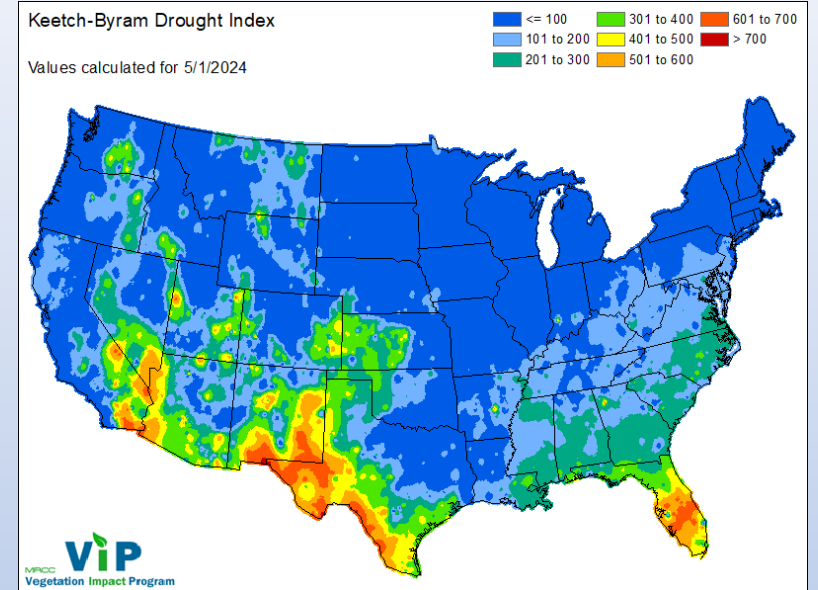 Keetch-Byram Drought Index
Values calculated for 5/1/2024
<= 100
101 to 200
201 to 300
301 to 400
401 to 500
501 to 600
601 to 700
> 700
MRCC
ViP
Vegetation Impact Program